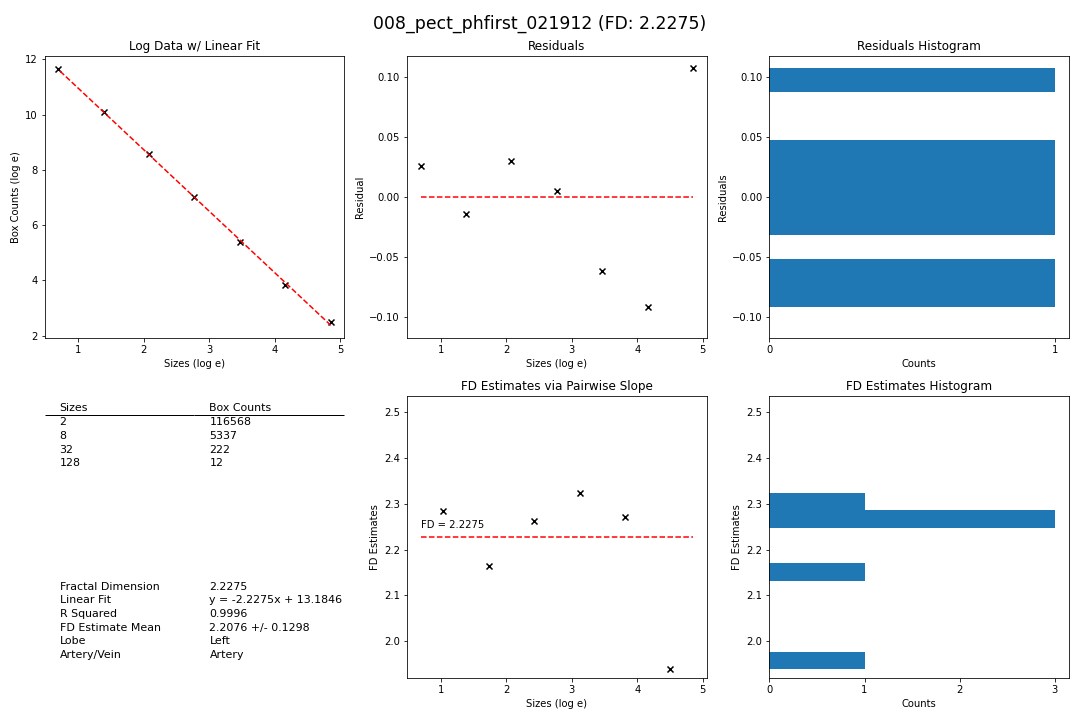 008_pect_phfirst_021912 (FD: 2.2275)
Log Data w/ Linear Fit
12
10
8
6
4
2
Box Counts (log e)
1 2 3 4 5
Sizes (log e)
Residuals
0.10
0.05
0.00
−0.05
−0.10
Residual
1 2 3 4 5
Sizes (log e)
Residuals Histogram
0.10
0.05
0.00
−0.05
−0.10
Residuals
0 1
Counts
Sizes Box Counts
2 116568
8 5337
32 222
128 12
Fractal Dimension 2.2275
Linear Fit y = -2.2275x + 13.1846
R Squared 0.9996
FD Estimate Mean 2.2076 +/- 0.1298
Lobe Left
Artery/Vein Artery
FD Estimates via Pairwise Slope
2.5
2.4
2.3
2.2
2.1
2.0
FD Estimates
FD = 2.2275
1 2 3 4 5
Sizes (log e)
FD Estimates Histogram
2.5
2.4
2.3
2.2
2.1
2.0
FD Estimates
0 1 2 3
Counts